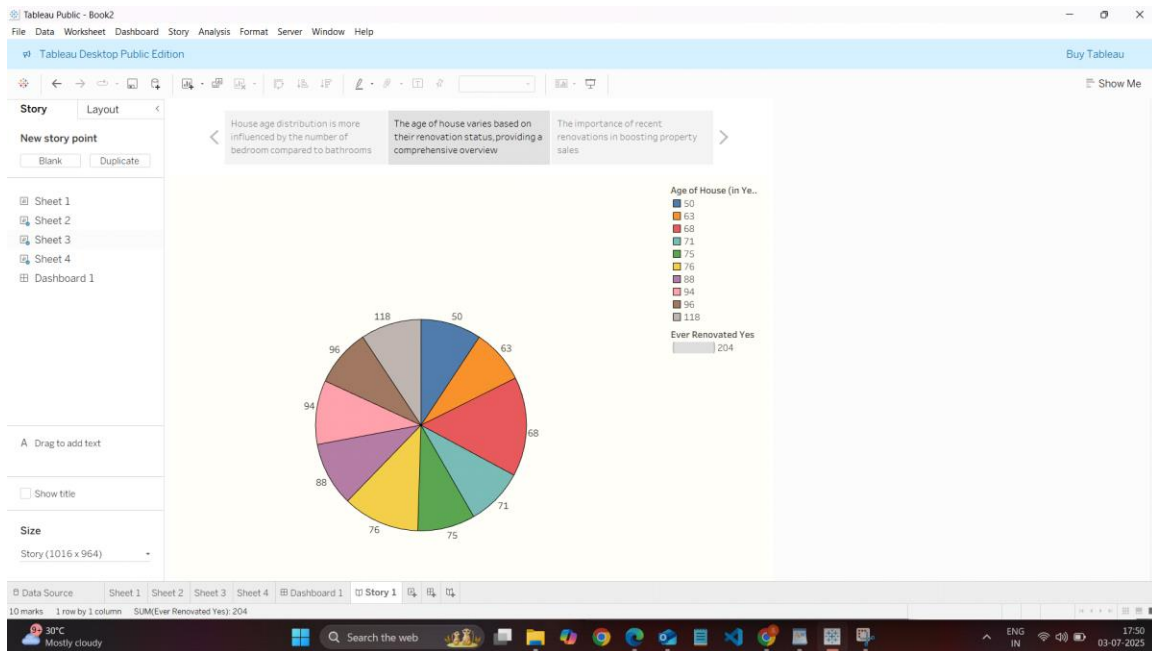 Tableau Public - Book2
File Data Worksheet Dashboard Story Analysis Format Server Window Help
Tableau Desktop Public Edition
Buy Tableau
Show Me
Story Layout
New story point
Blank Duplicate
Sheet 1
Sheet 2
Sheet 3
Sheet 4
Dashboard 1
A Drag to add text
Show title
Size
Story (1016 x 964)
House age distribution is more
influenced by the number of
bedroom compared to bathrooms
The age of house varies based on
their renovation status, providing a
comprehensive overview
The importance of recent
renovations in boosting property
sales
118
50
96
63
94
68
88
71
76
75
Age of House (in Ye..
50
63
68
71
75
76
88
94
96
118
Ever Renovated Yes
204
Data Source Sheet 1 Sheet 2 Sheet 3 Sheet 4 Dashboard 1 Story 1
10 marks 1 row by 1 column SUM(Ever Renovated Yes): 204
9+
30°C
Mostly cloudy
Search the web
ENG
IN
17:50
03-07-2025